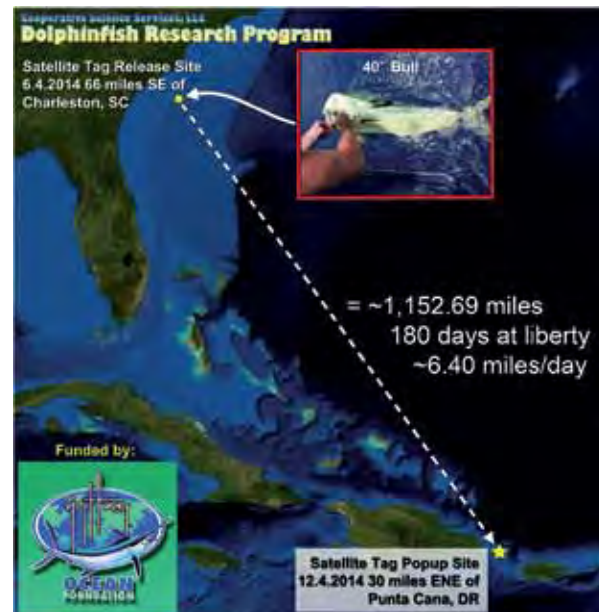 Cooperative Science Services, LLC
Dolphinfish Research Program
Satellite Tag Release Site
6.4.2014 66 miles SE of
Charleston, SC
40" Bull
= ~1,152.69 miles
180 days at liberty
~6.40 miles/day
Funded by:
OCEAN
FOUNDATION
Satellite Tag Popup Site
12.4.2014 30 miles ENE of
Punta Cana, DR